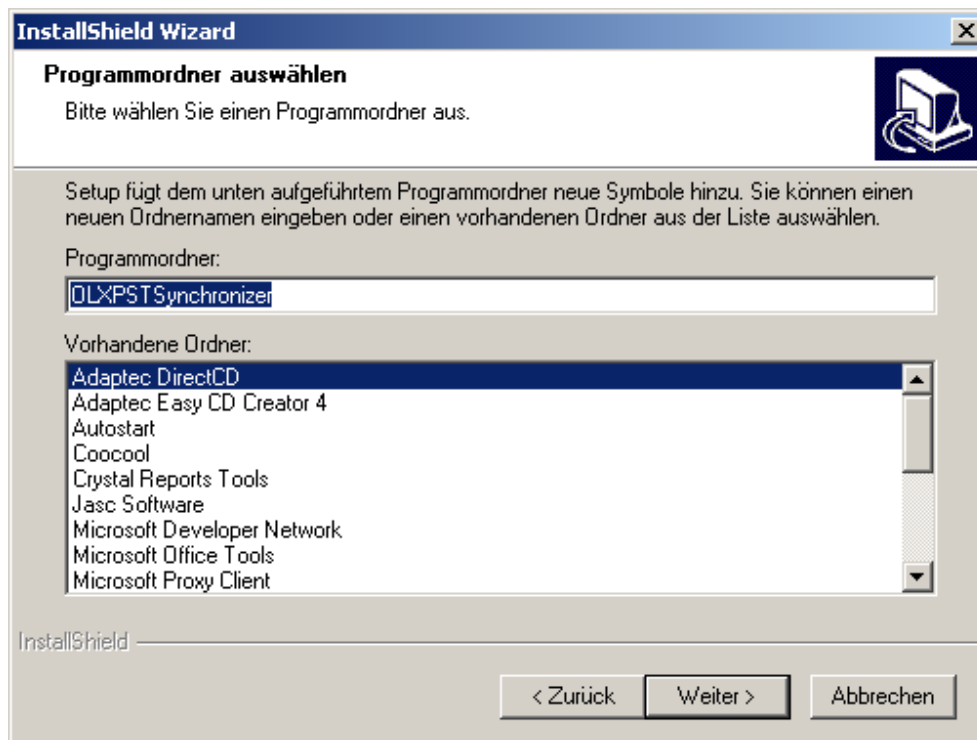 InstallShield Wizard
Programmordner auswählen
Bitte wählen Sie einen Programmordner aus.
Setup fügt dem unten aufgeführtem Programmordner neue Symbole hinzu. Sie können einen
neuen Ordnernamen eingeben oder einen vorhandenen Ordner aus der Liste auswählen.
Programmordner:
OLXPSTSynchronizer
Vorhandene Ordner:
Adaptec DirectCD
Adaptec Easy CD Creator 4
Autostart
Coocool
Crystal Reports Tools
Jasc Software
Microsoft Developer Network
Microsoft Office Tools
Microsoft Proxy Client
InstallShield
< Zurück
Weiter >
Abbrechen